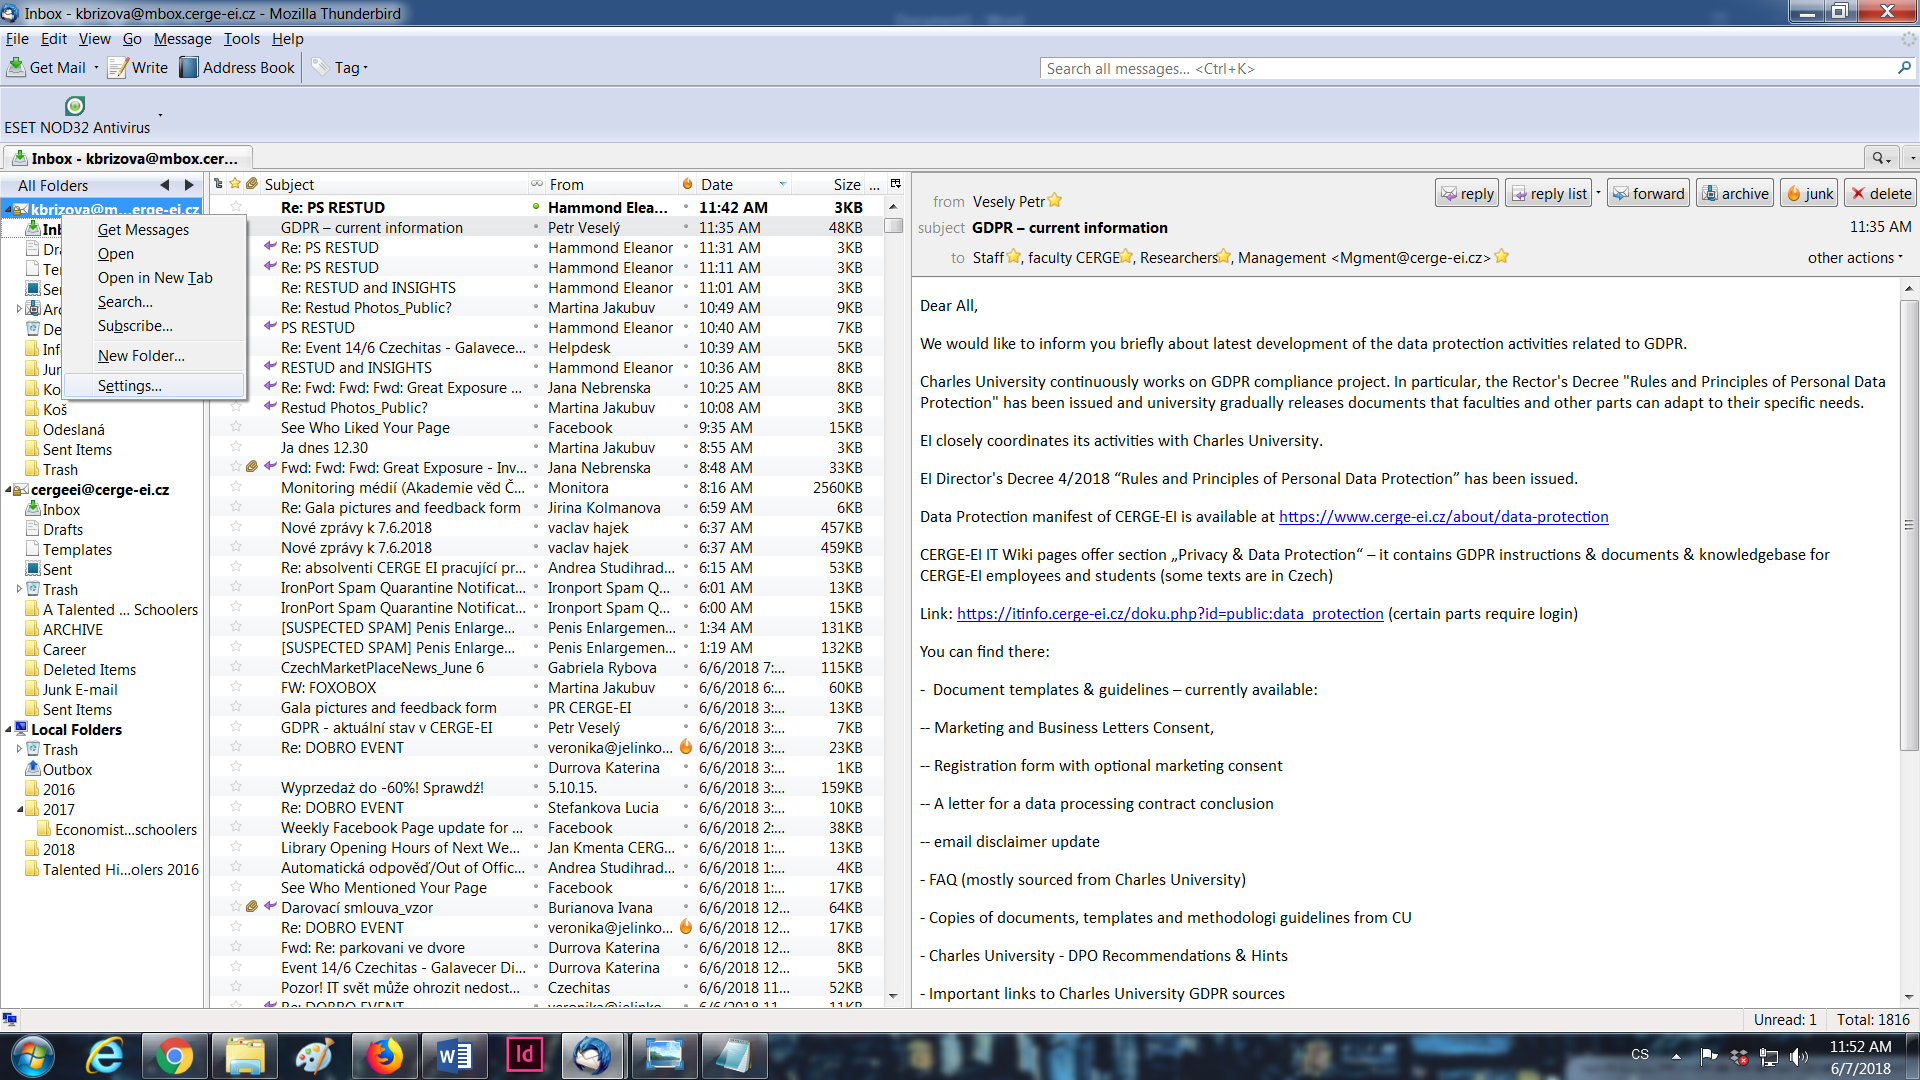 Inbox - kbrizova@mbox.cerge-ei.cz - Mozilla Thunderbird
File Edit View Go Message Tools Help
Get Mail Write Address Book Tag
Search all messages... <Ctrl+K>
ESET NOD32 Antivirus
Inbox - kbrizova@mbox.cer...
All Folders
kbrizova@m...erge-ei.cz
Get Messages
Open
Open in New Tab
Search...
Subscribe...
New Folder...
Settings...
Koš
Odeslaná
Sent Items
Trash
cergeei@cerge-ei.cz
Inbox
Drafts
Templates
Sent
Trash
A Talented ... Schoolers
ARCHIVE
Career
Deleted Items
Junk E-mail
Sent Items
Local Folders
Trash
Outbox
2016
2017
Economist...schoolers
2018
Talented Hi...olers 2016
Subject From Date Size ...
Re: PS RESTUD Hammond Elea... 11:42 AM 3KB
GDPR – current information Petr Veselý 11:35 AM 48KB
Re: PS RESTUD Hammond Eleanor 11:31 AM 3KB
Re: PS RESTUD Hammond Eleanor 11:11 AM 3KB
Re: RESTUD and INSIGHTS Hammond Eleanor 11:01 AM 3KB
Re: Restud Photos_Public? Martina Jakubuv 10:49 AM 9KB
PS RESTUD Hammond Eleanor 10:40 AM 7KB
Re: Event 14/6 Czechitas - Galavece... Helpdesk 10:39 AM 5KB
RESTUD and INSIGHTS Hammond Eleanor 10:36 AM 8KB
Re: Fwd: Fwd: Fwd: Great Exposure ... Jana Nebrenska 10:25 AM 8KB
Restud Photos_Public? Martina Jakubuv 10:08 AM 3KB
See Who Liked Your Page Facebook 9:35 AM 15KB
Ja dnes 12.30 Martina Jakubuv 8:55 AM 3KB
Fwd: Fwd: Fwd: Great Exposure - Inv... Jana Nebrenska 8:48 AM 33KB
Monitoring médií (Akademie věd Č... Monitora 8:16 AM 2560KB
Re: Gala pictures and feedback form Jirina Kolmanova 6:59 AM 6KB
Nové zprávy k 7.6.2018 vaclav hajek 6:37 AM 457KB
Nové zprávy k 7.6.2018 vaclav hajek 6:37 AM 459KB
Re: absolventi CERGE EI pracující pr... Andrea Studihrad... 6:15 AM 53KB
IronPort Spam Quarantine Notificat... Ironport Spam Q... 6:01 AM 13KB
IronPort Spam Quarantine Notificat... Ironport Spam Q... 6:00 AM 15KB
[SUSPECTED SPAM] Penis Enlarge... Penis Enlargemen... 1:34 AM 131KB
[SUSPECTED SPAM] Penis Enlarge... Penis Enlargemen... 1:19 AM 132KB
CzechMarketPlaceNews_June 6 Gabriela Rybova 6/6/2018 7:... 115KB
FW: FOXOBOX Martina Jakubuv 6/6/2018 6:... 60KB
Gala pictures and feedback form PR CERGE-EI 6/6/2018 3:... 13KB
GDPR - aktuální stav v CERGE-EI Petr Veselý 6/6/2018 3:... 7KB
Re: DOBRO EVENT veronika@jelinko... 6/6/2018 3:... 23KB
Durrova Katerina 6/6/2018 3:... 1KB
Wyprzedaż do -60%! Sprawdź! 5.10.15. 6/6/2018 3:... 159KB
Re: DOBRO EVENT Stefankova Lucia 6/6/2018 3:... 10KB
Weekly Facebook Page update for ... Facebook 6/6/2018 2:... 38KB
Library Opening Hours of Next We... Jan Kmenta CERG... 6/6/2018 1:... 13KB
Automatická odpověď/Out of Offic... Andrea Studihrad... 6/6/2018 1:... 4KB
See Who Mentioned Your Page Facebook 6/6/2018 1:... 17KB
Darovací smlouva_vzor Burianova Ivana 6/6/2018 12... 64KB
Re: DOBRO EVENT veronika@jelinko... 6/6/2018 12... 17KB
Fwd: Re: parkovani ve dvore Durrova Katerina 6/6/2018 12... 8KB
Event 14/6 Czechitas - Galavecer Di... Durrova Katerina 6/6/2018 12... 5KB
Pozor! IT svět může ohrozit nedost... Czechitas 6/6/2018 11... 52KB
Re: DOBRO EVENT veronika@jelinko... 6/6/2018 11... 11KB
from Vesely Petr
reply reply list forward archive junk delete
subject GDPR – current information 11:35 AM
to Staff, faculty CERGE, Researchers, Management <Mgment@cerge-ei.cz> other actions
Dear All,
We would like to inform you briefly about latest development of the data protection activities related to GDPR.
Charles University continuously works on GDPR compliance project. In particular, the Rector's Decree "Rules and Principles of Personal Data
Protection" has been issued and university gradually releases documents that faculties and other parts can adapt to their specific needs.
EI closely coordinates its activities with Charles University.
EI Director's Decree 4/2018 “Rules and Principles of Personal Data Protection” has been issued.
Data Protection manifest of CERGE-EI is available at https://www.cerge-ei.cz/about/data-protection
CERGE-EI IT Wiki pages offer section „Privacy & Data Protection“ – it contains GDPR instructions & documents & knowledgebase for
CERGE-EI employees and students (some texts are in Czech)
Link: https://itinfo.cerge-ei.cz/doku.php?id=public:data_protection (certain parts require login)
You can find there:
- Document templates & guidelines – currently available:
-- Marketing and Business Letters Consent,
-- Registration form with optional marketing consent
-- A letter for a data processing contract conclusion
-- email disclaimer update
- FAQ (mostly sourced from Charles University)
- Copies of documents, templates and methodologi guidelines from CU
- Charles University - DPO Recommendations & Hints
- Important links to Charles University GDPR sources
Unread: 1 Total: 1816
CS
11:52 AM
6/7/2018